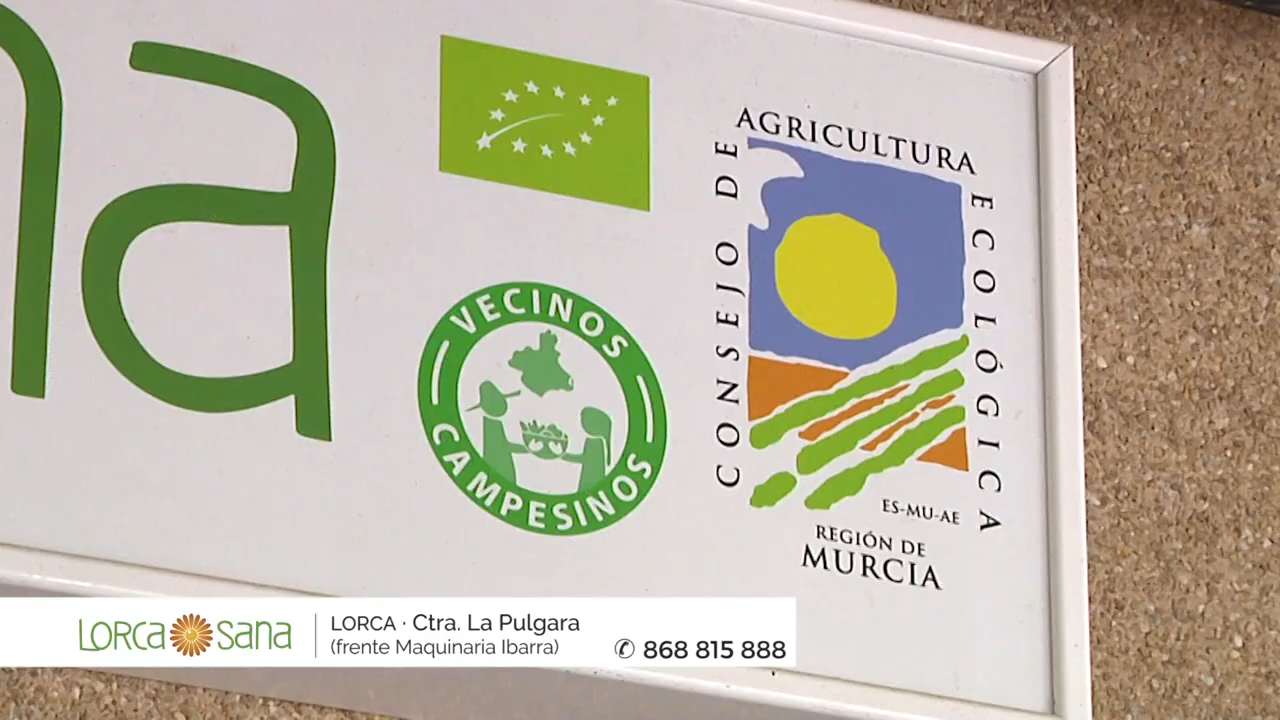 na
VECINOS
CAMPESINOS
CONSEJO DE
AGRICULTURA
ECOLÓGICA
ES-MU-AE
REGIÓN DE
MURCIA
LORCA SANA
LORCA · Ctra. La Pulgara
(frente Maquinaria Ibarra)
✆ 868 815 888